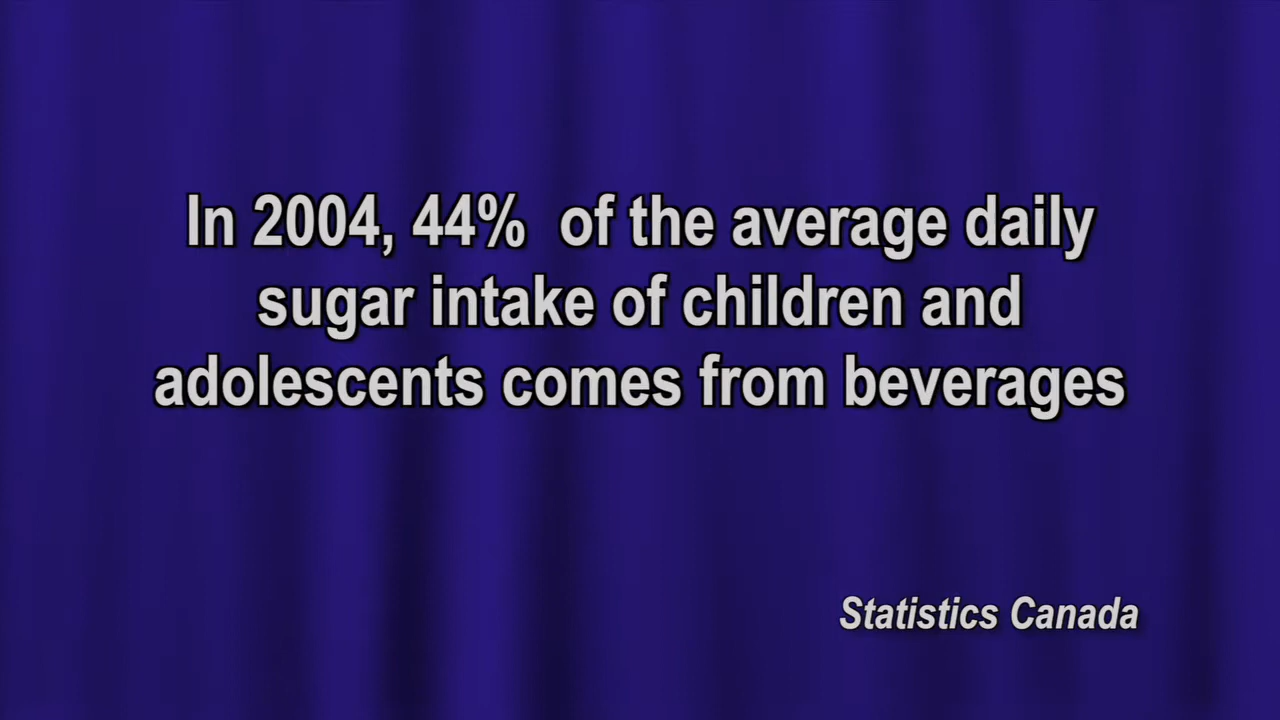 In 2004, 44%  of the average daily
sugar intake of children and
adolescents comes from beverages
Statistics Canada